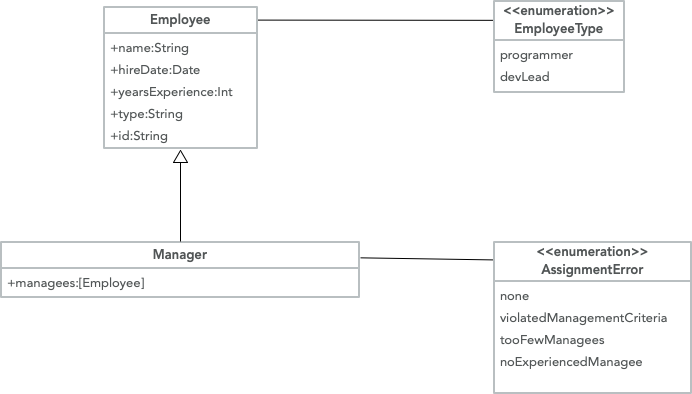 Employee
+name:String
+hireDate:Date
+yearsExperience:Int
+type:String
+id:String
<<enumeration>>
EmployeeType
programmer
devLead
Manager
+managees:[Employee]
<<enumeration>>
AssignmentError
none
violatedManagementCriteria
tooFewManagees
noExperiencedManagee